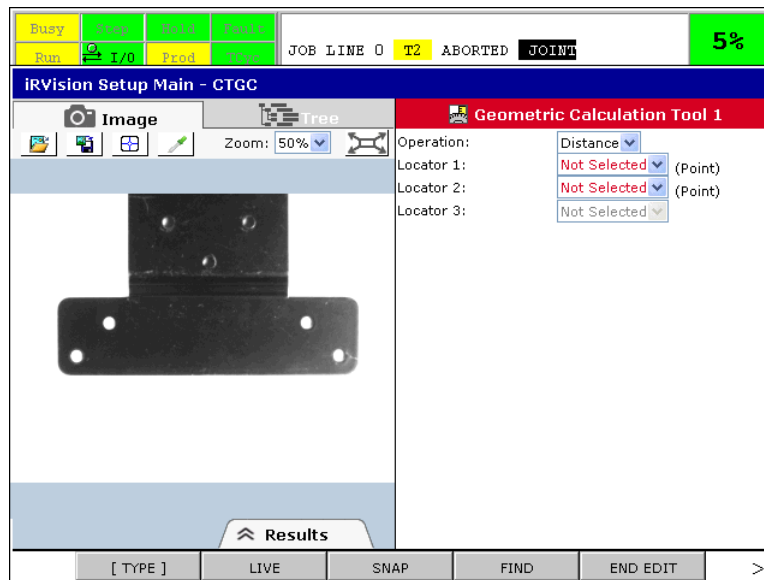 Busy Step Hold Fault
Run I/O Prod TCyc
JOB LINE 0 T2 ABORTED JOINT
5%
iRVision Setup Main - CTGC
Image Tree
Zoom: 50%
Geometric Calculation Tool 1
Operation: Distance
Locator 1: Not Selected (Point)
Locator 2: Not Selected (Point)
Locator 3: Not Selected
Results
[ TYPE ] LIVE SNAP FIND END EDIT >